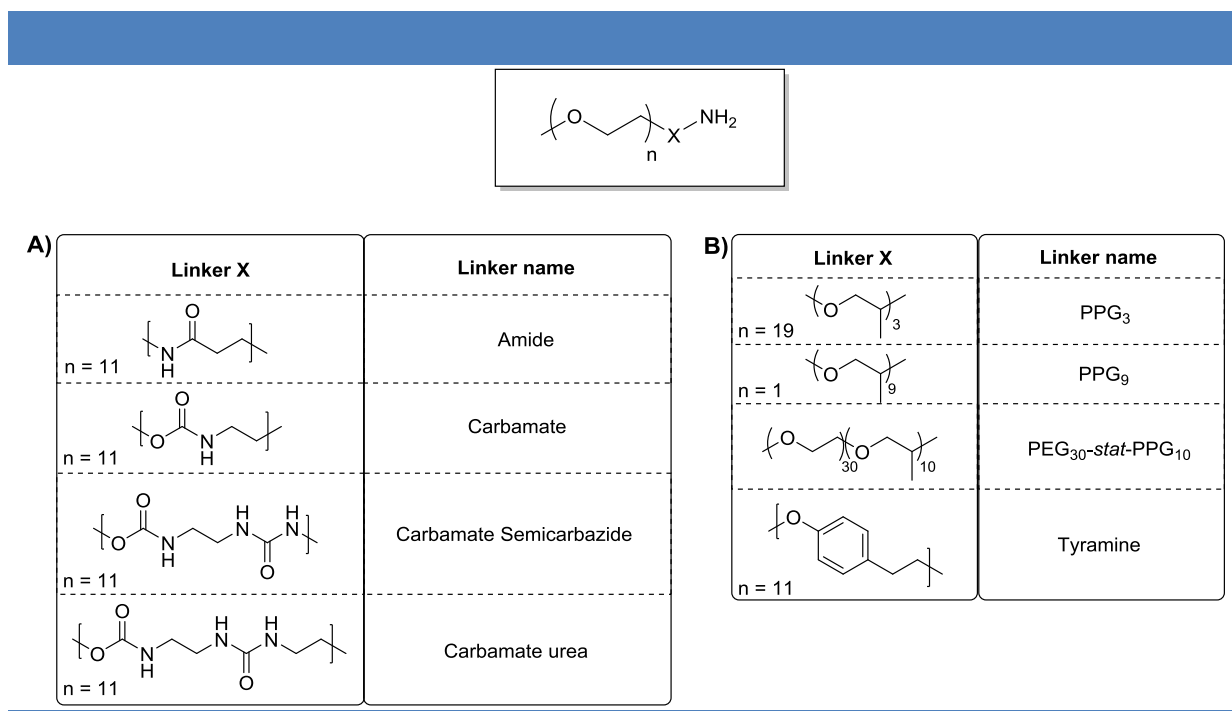 O
X
NH2
n
A)
Linker X
Linker name
O
N
H
n = 11
Amide
O
O
N
H
n = 11
Carbamate
O
O
N
H
H
N
O
H
N
n = 11
Carbamate Semicarbazide
O
O
N
H
H
N
O
H
N
n = 11
Carbamate urea
B)
Linker X
Linker name
O
3
n = 19
PPG3
O
9
n = 1
PPG9
O
30
O
10
PEG30-stat-PPG10
O
n = 11
Tyramine